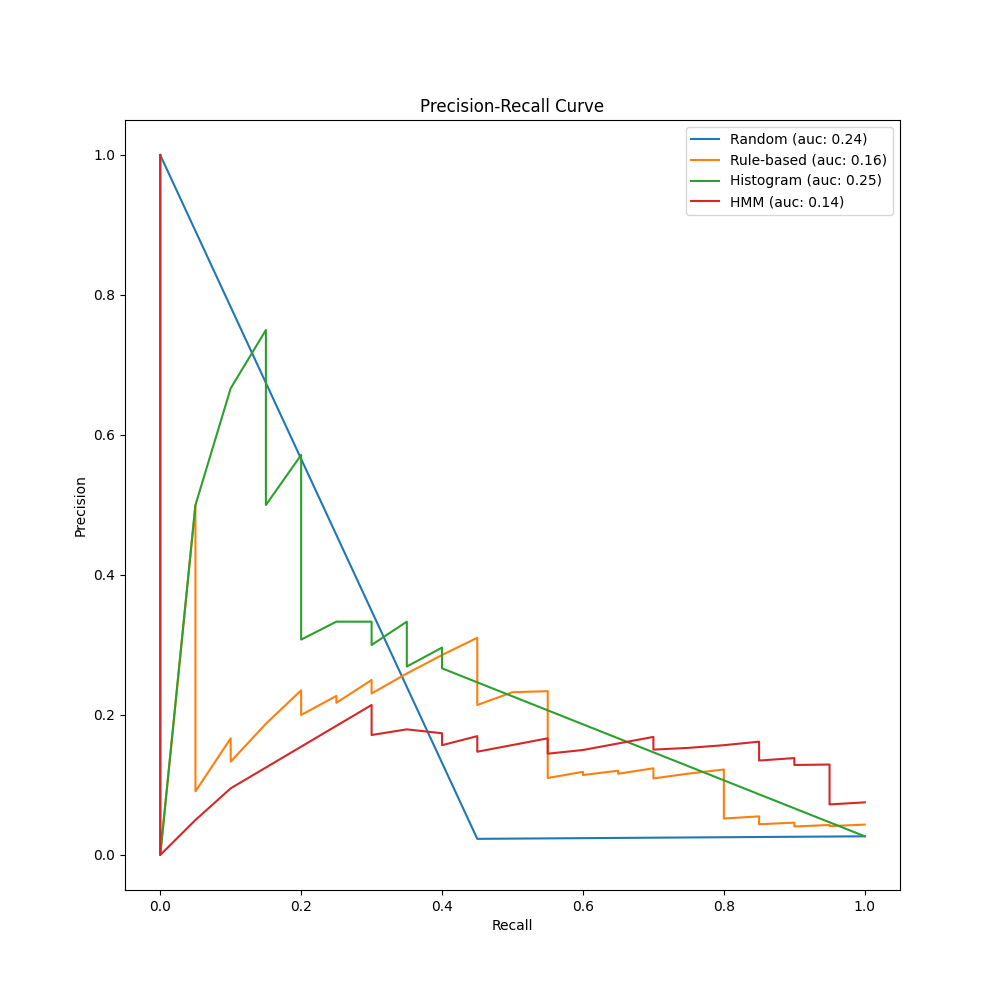 Precision-Recall Curve
Random (auc: 0.24)
Rule-based (auc: 0.16)
Histogram (auc: 0.25)
HMM (auc: 0.14)
Precision
1.0
0.8
0.6
0.4
0.2
0.0
0.0 0.2 0.4 0.6 0.8 1.0
Recall